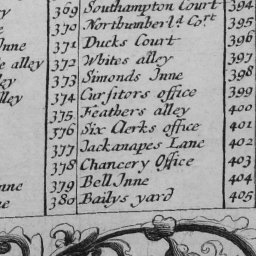 y 369 Southampton Court 394
e 370 Northumberl.d Co.rt 395
Inne 371 Ducks Court 396
e alley 372 Whites alley 397
ey 373 Simonds Inne 398
lley 374 Cursitors office 399
375 Feathers alley 400
376 Six Clerks office 401
377 Jackanapes Lane 402
378 Chancery Office 403
nne 379 Bell Inne 404
ne 380 Bailys yard 405